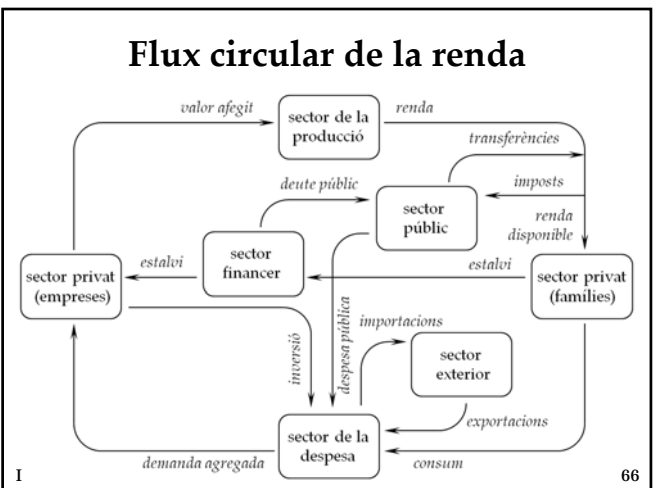 Flux circular de la renda
valor afegit
sector de la
producció
renda
transferències
deute públic
imposts
sector
públic
renda
disponible
sector
financer
estalvi
estalvi
sector privat
(empreses)
sector privat
(famílies)
inversió
despesa pública
importacions
sector
exterior
exportacions
sector de la
despesa
demanda agregada
consum
I
66